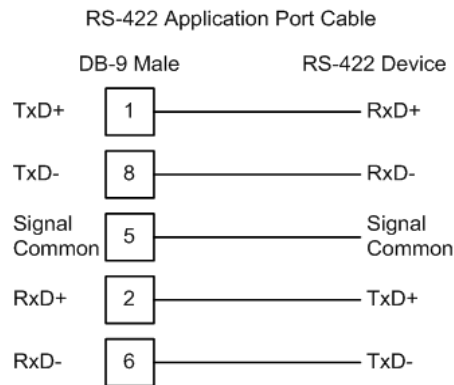 RS-422 Application Port Cable
DB-9 Male RS-422 Device
TxD+ 1 RxD+
TxD- 8 RxD-
Signal Common 5 Signal Common
RxD+ 2 TxD+
RxD- 6 TxD-